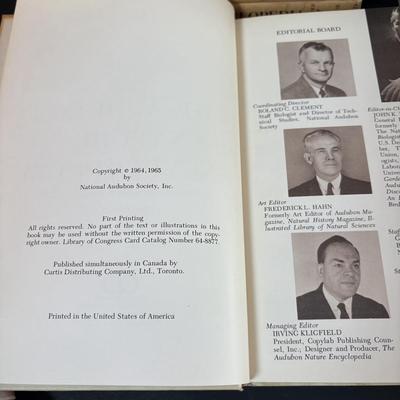 Copyright © 1964, 1965
by
National Audubon Society, Inc.
First Printing
All rights reserved. No part of the text or illustrations in this
book may be used without the written permission of the copy-
right owner. Library of Congress Card Catalog Number 64-8877.
Published simultaneously in Canada by
Curtis Distributing Company, Ltd., Toronto.
Printed in the United States of America
EDITORIAL BOARD
Coordinating Director
ROLAND C. CLEMENT
Staff Biologist and Director of Tech-
nical Studies, National Audubon
Society
Art Editor
FREDERICK L. HAHN
Formerly Art Editor of Audubon Ma-
gazine, Natural History Magazine, Il-
lustrated Library of Natural Sciences
Managing Editor
IRVING KLIGFIELD
President, Copylab Publishing Coun-
sel, Inc.; Designer and Producer, The
Audubon Nature Encyclopedia
JOHN K.
General
formerly
the
U.S. De
Union,